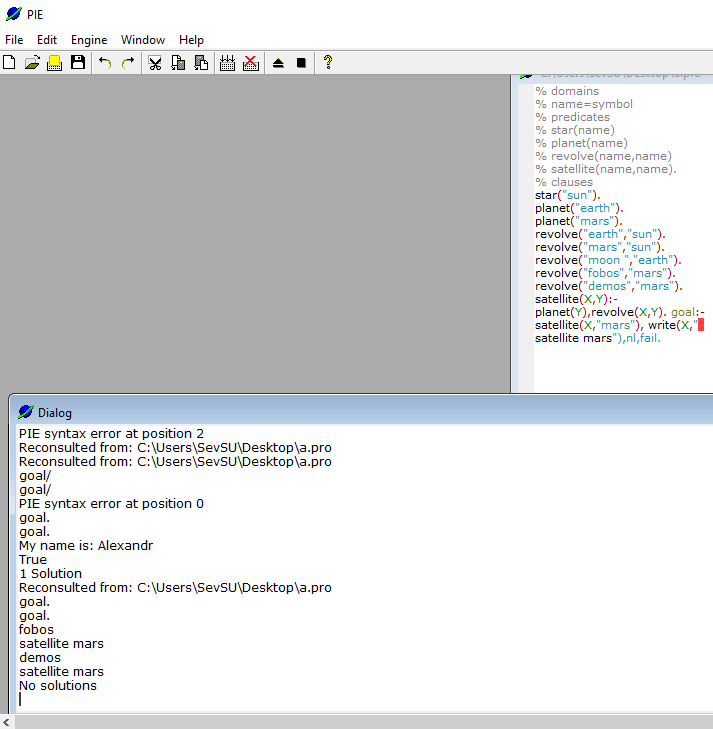 PIE
File Edit Engine Window Help
C:\Users\SevSU\Desktop\a.pro
% domains
% name=symbol
% predicates
% star(name)
% planet(name)
% revolve(name,name)
% satellite(name,name).
% clauses
star("sun").
planet("earth").
planet("mars").
revolve("earth","sun").
revolve("mars","sun").
revolve("moon ","earth").
revolve("fobos","mars").
revolve("demos","mars").
satellite(X,Y):-
planet(Y),revolve(X,Y). goal:-
satellite(X,"mars"), write(X,"
satellite mars"),nl,fail.
Dialog
PIE syntax error at position 2
Reconsulted from: C:\Users\SevSU\Desktop\a.pro
Reconsulted from: C:\Users\SevSU\Desktop\a.pro
goal/
goal/
PIE syntax error at position 0
goal.
goal.
My name is: Alexandr
True
1 Solution
Reconsulted from: C:\Users\SevSU\Desktop\a.pro
goal.
goal.
fobos
satellite mars
demos
satellite mars
No solutions